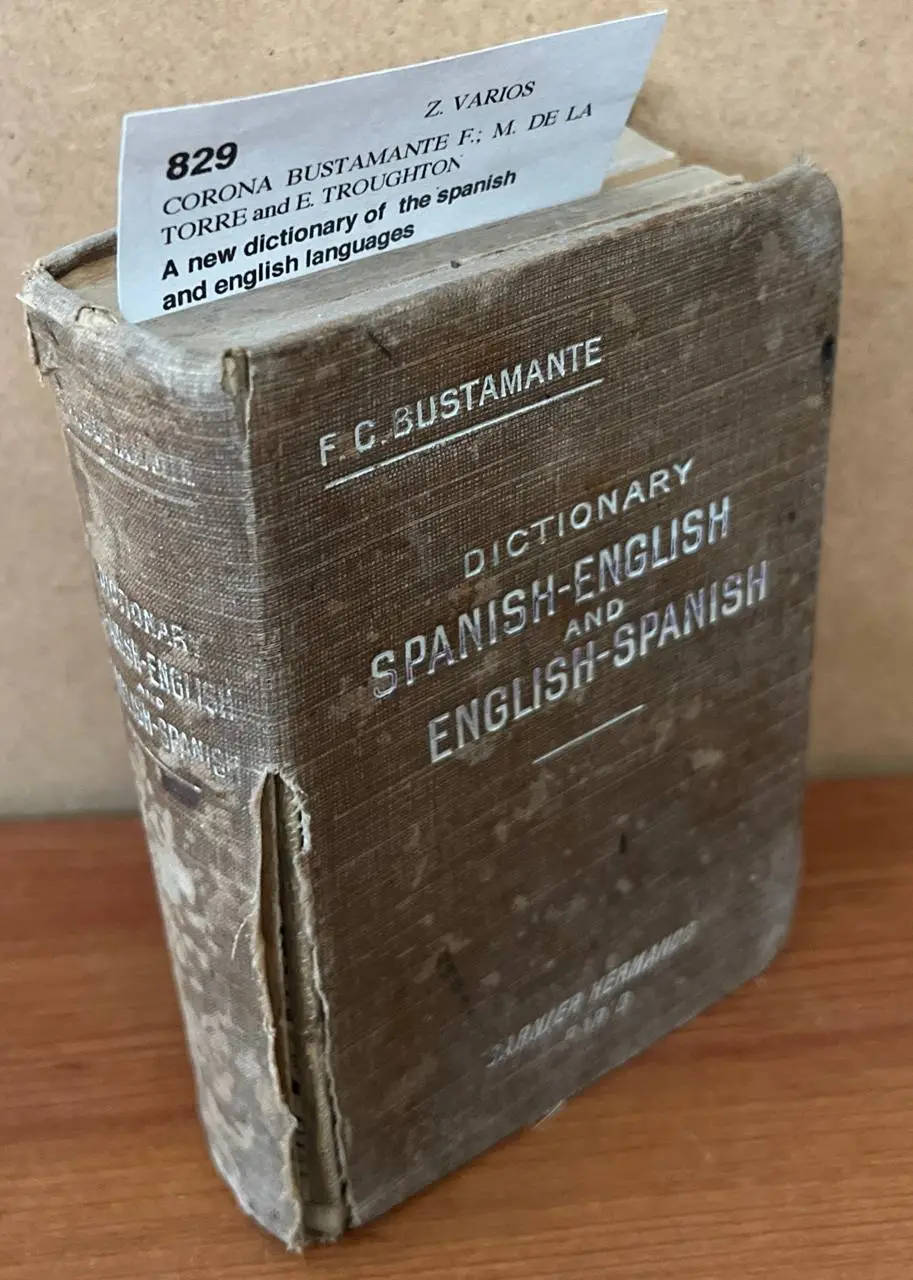 Z. VARIOS
829
CORONA BUSTAMANTE F.; M. DE LA
TORRE and E. TROUGHTON
A new dictionary of the spanish
and english languages
F. C. BUSTAMANTE
DICTIONARY
SPANISH-ENGLISH
AND
ENGLISH-SPANISH
GARNIER HERMANOS